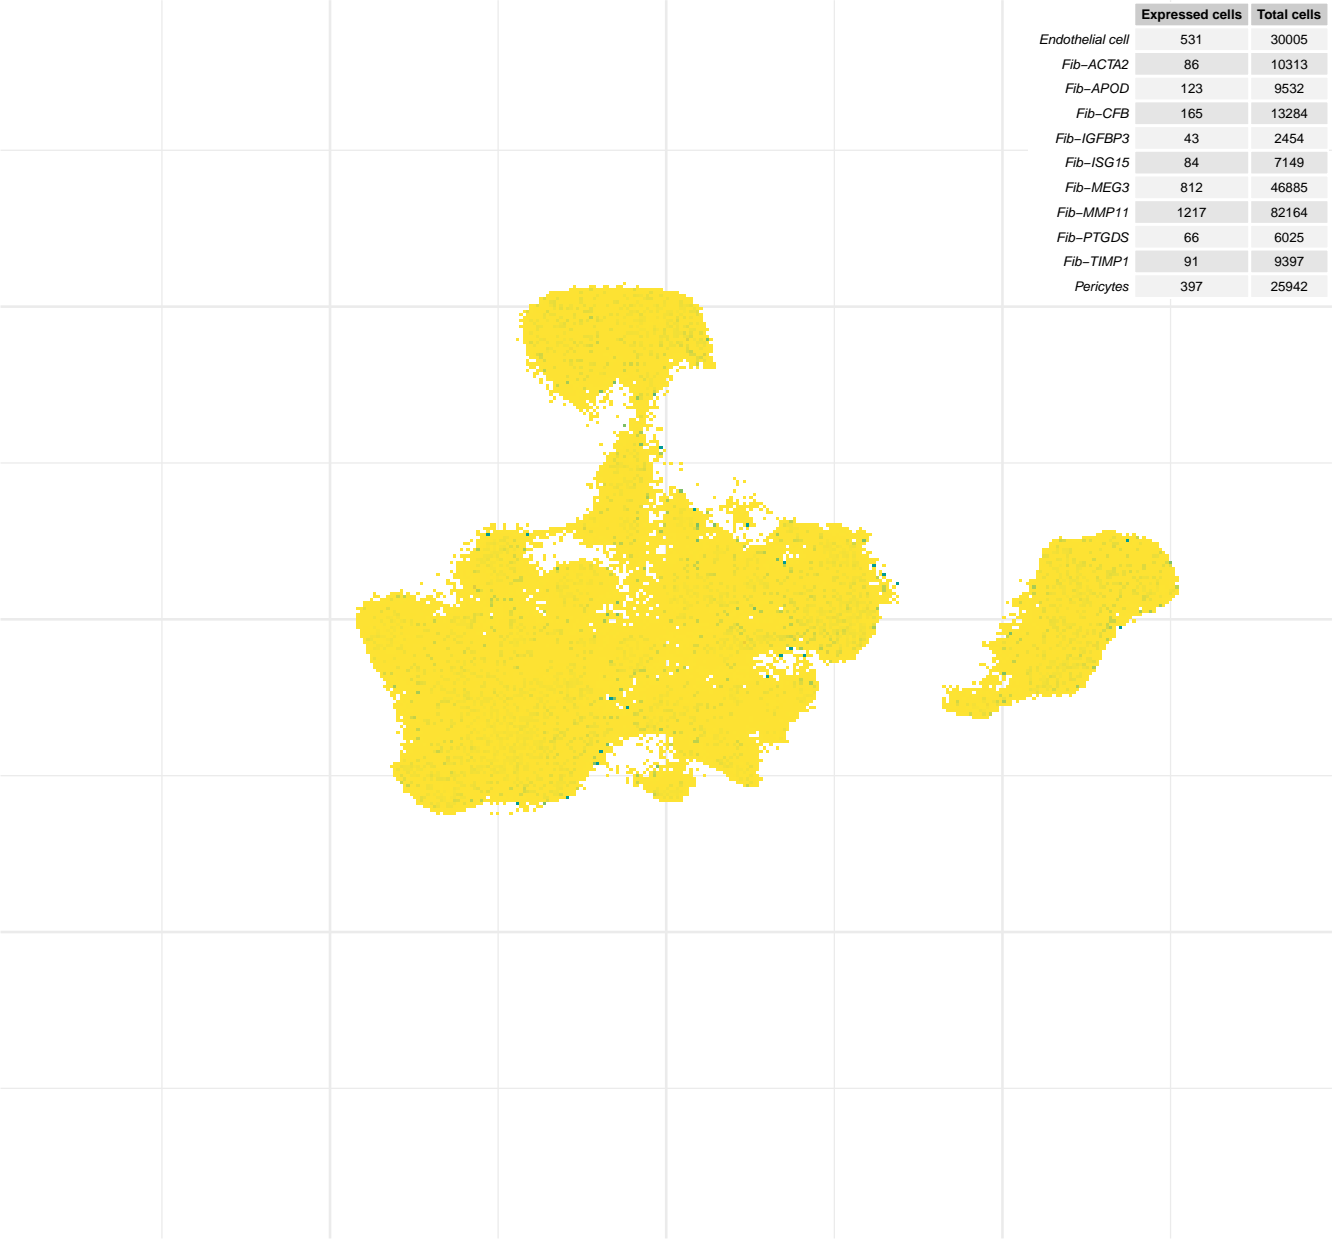 Expressed cells Total cells
Endothelial cell 531 30005
Fib−ACTA2 86 10313
Fib−APOD 123 9532
Fib−CFB 165 13284
Fib−IGFBP3 43 2454
Fib−ISG15 84 7149
Fib−MEG3 812 46885
Fib−MMP11 1217 82164
Fib−PTGDS 66 6025
Fib−TIMP1 91 9397
Pericytes 397 25942